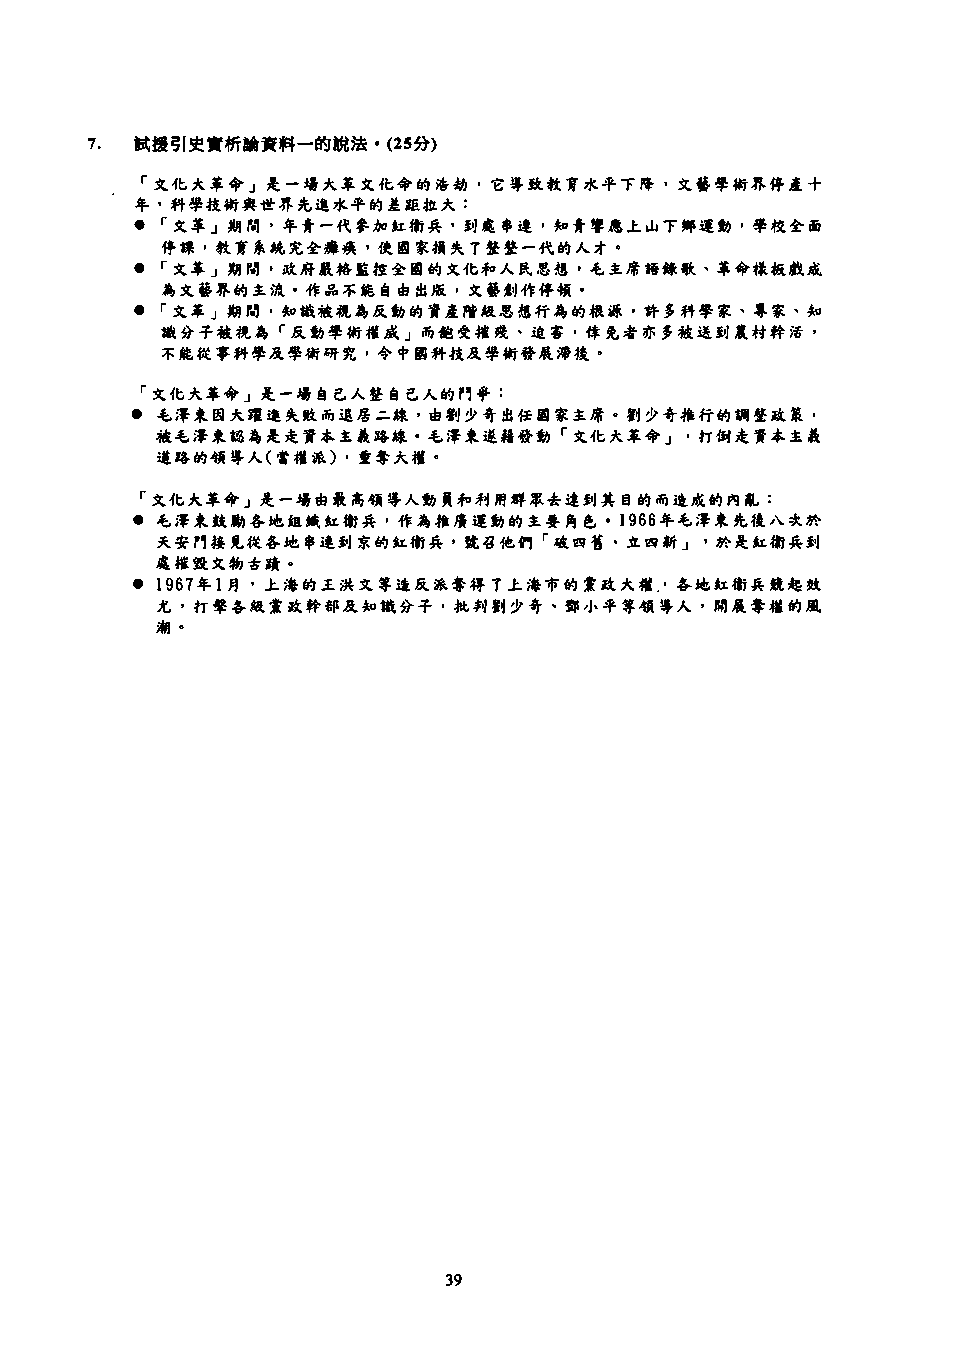 7. 試援引史實析論資料一的說法。(25分)
「文化大革命」是一場大革文化命的浩劫，它導致教育水平下降，文藝學術界停產十
年，科學技術與世界先進水平的差距拉大：
● 「文革」期間，年青一代參加紅衛兵，到處串連，知青響應上山下鄉運動，學校全面
停課，教育系統完全癱瘓，使國家損失了整整一代的人才。
● 「文革」期間，政府嚴格監控全國的文化和人民思想，毛主席語錄歌、革命樣板戲成
為文藝界的主流。作品不能自由出版，文藝創作停頓。
● 「文革」期間，知識被視為反動的資產階級思想行為的根源，許多科學家、專家、知
識分子被視為「反動學術權威」而飽受摧殘、迫害，倖免者亦多被送到農村幹活，
不能從事科學及學術研究，令中國科技及學術發展滯後。
「文化大革命」是一場自己人整自己人的鬥爭：
● 毛澤東因大躍進失敗而退居二線，由劉少奇出任國家主席。劉少奇推行的調整政策，
被毛澤東認為是走資本主義路線。毛澤東遂藉發動「文化大革命」，打倒走資本主義
道路的領導人(當權派)，重奪大權。
「文化大革命」是一場由最高領導人動員和利用群眾去達到其目的而造成的內亂：
● 毛澤東鼓勵各地組織紅衛兵，作為推廣運動的主要角色。1966年毛澤東先後八次於
天安門接見從各地串連到京的紅衛兵，號召他們「破四舊、立四新」，於是紅衛兵到
處摧毀文物古蹟。
● 1967年1月，上海的王洪文等造反派奪得了上海市的黨政大權，各地紅衛兵競起效
尤，打擊各級黨政幹部及知識分子，批判劉少奇、鄧小平等領導人，開展奪權的風
潮。
39